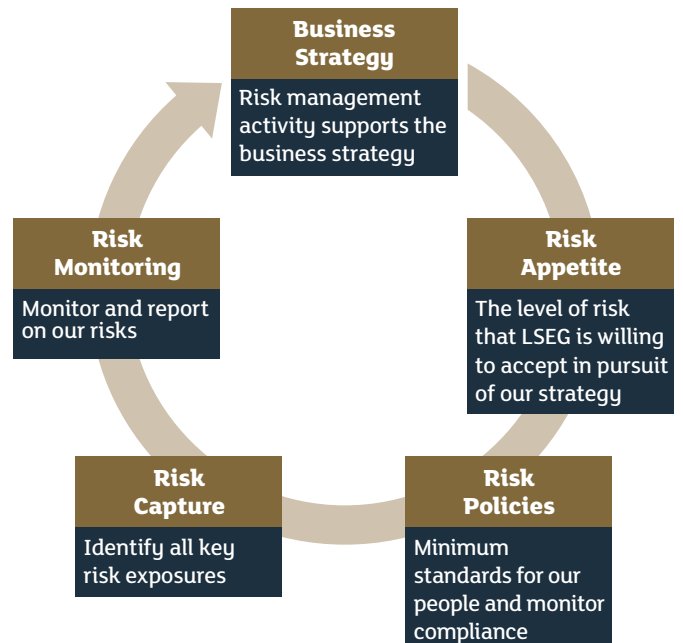 Business
Strategy
Risk management
activity supports the
business strategy
Risk
Appetite
The level of risk
that LSEG is willing
to accept in pursuit
of our strategy
Risk
Policies
Minimum
standards for our
people and monitor
compliance
Risk
Capture
Identify all key
risk exposures
Risk
Monitoring
Monitor and report
on our risks